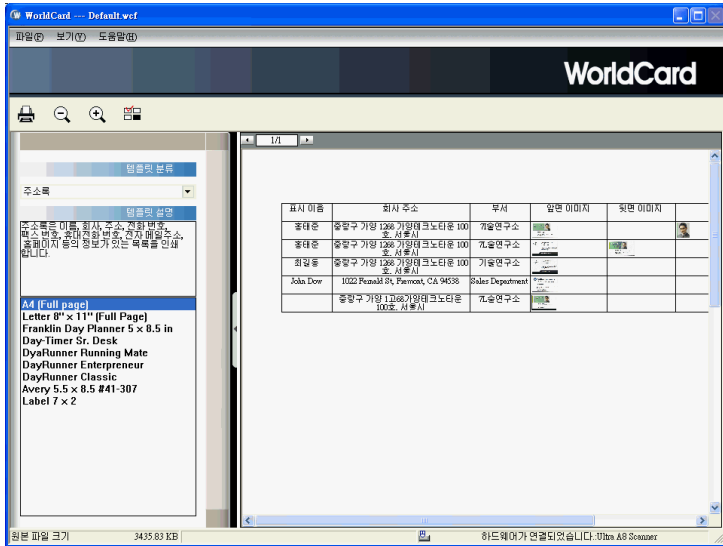 WorldCard --- Default.wcf
파일(F) 보기(V) 도움말(H)
WorldCard
1/1
템플릿 분류
주소록
템플릿 설명
주소록은 이름, 회사, 주소, 전화 번호,
팩스 번호, 휴대전화 번호, 전자 메일주소,
홈페이지 등의 정보가 있는 목록을 인쇄
합니다.
A4 (Full page)
Letter 8" x 11" (Full Page)
Franklin Day Planner 5 x 8.5 in
Day-Timer Sr. Desk
DyaRunner Running Mate
DayRunner Enterpreneur
DayRunner Classic
Avery 5.5 x 8.5 #41-307
Label 7 x 2
표시 이름 회사 주소 부서 앞면 이미지 뒷면 이미지
홍태준 중랑구 가양 1268 가양테크노타운 100호, 서울시 기술연구소
홍태준 중랑구 가양 1268 가양테크노타운 100호, 서울시 기L술연구소
최길동 중랑구 가양 1268 가양테크노타운 100호, 서울시 기술연구소
John Dow 1022 Fernald St, Fremont, CA 94538 Sales Department
중랑구 가양 1고68가양테크노타운 100호, 서울시 기L술연구소
원본 파일 크기 3435.83 KB 하드웨어가 연결되었습니다.:Ultra A8 Scanner